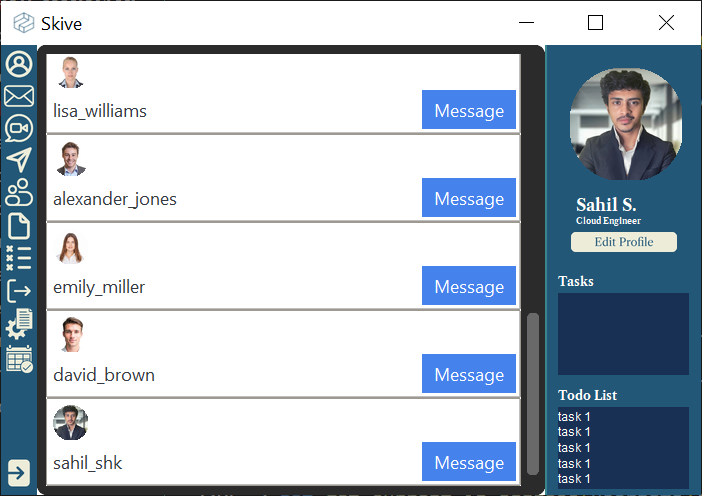 Skive
lisa_williams
Message
alexander_jones
Message
emily_miller
Message
david_brown
Message
sahil_shk
Message
Sahil S.
Cloud Engineer
Edit Profile
Tasks
Todo List
task 1
task 1
task 1
task 1
task 1